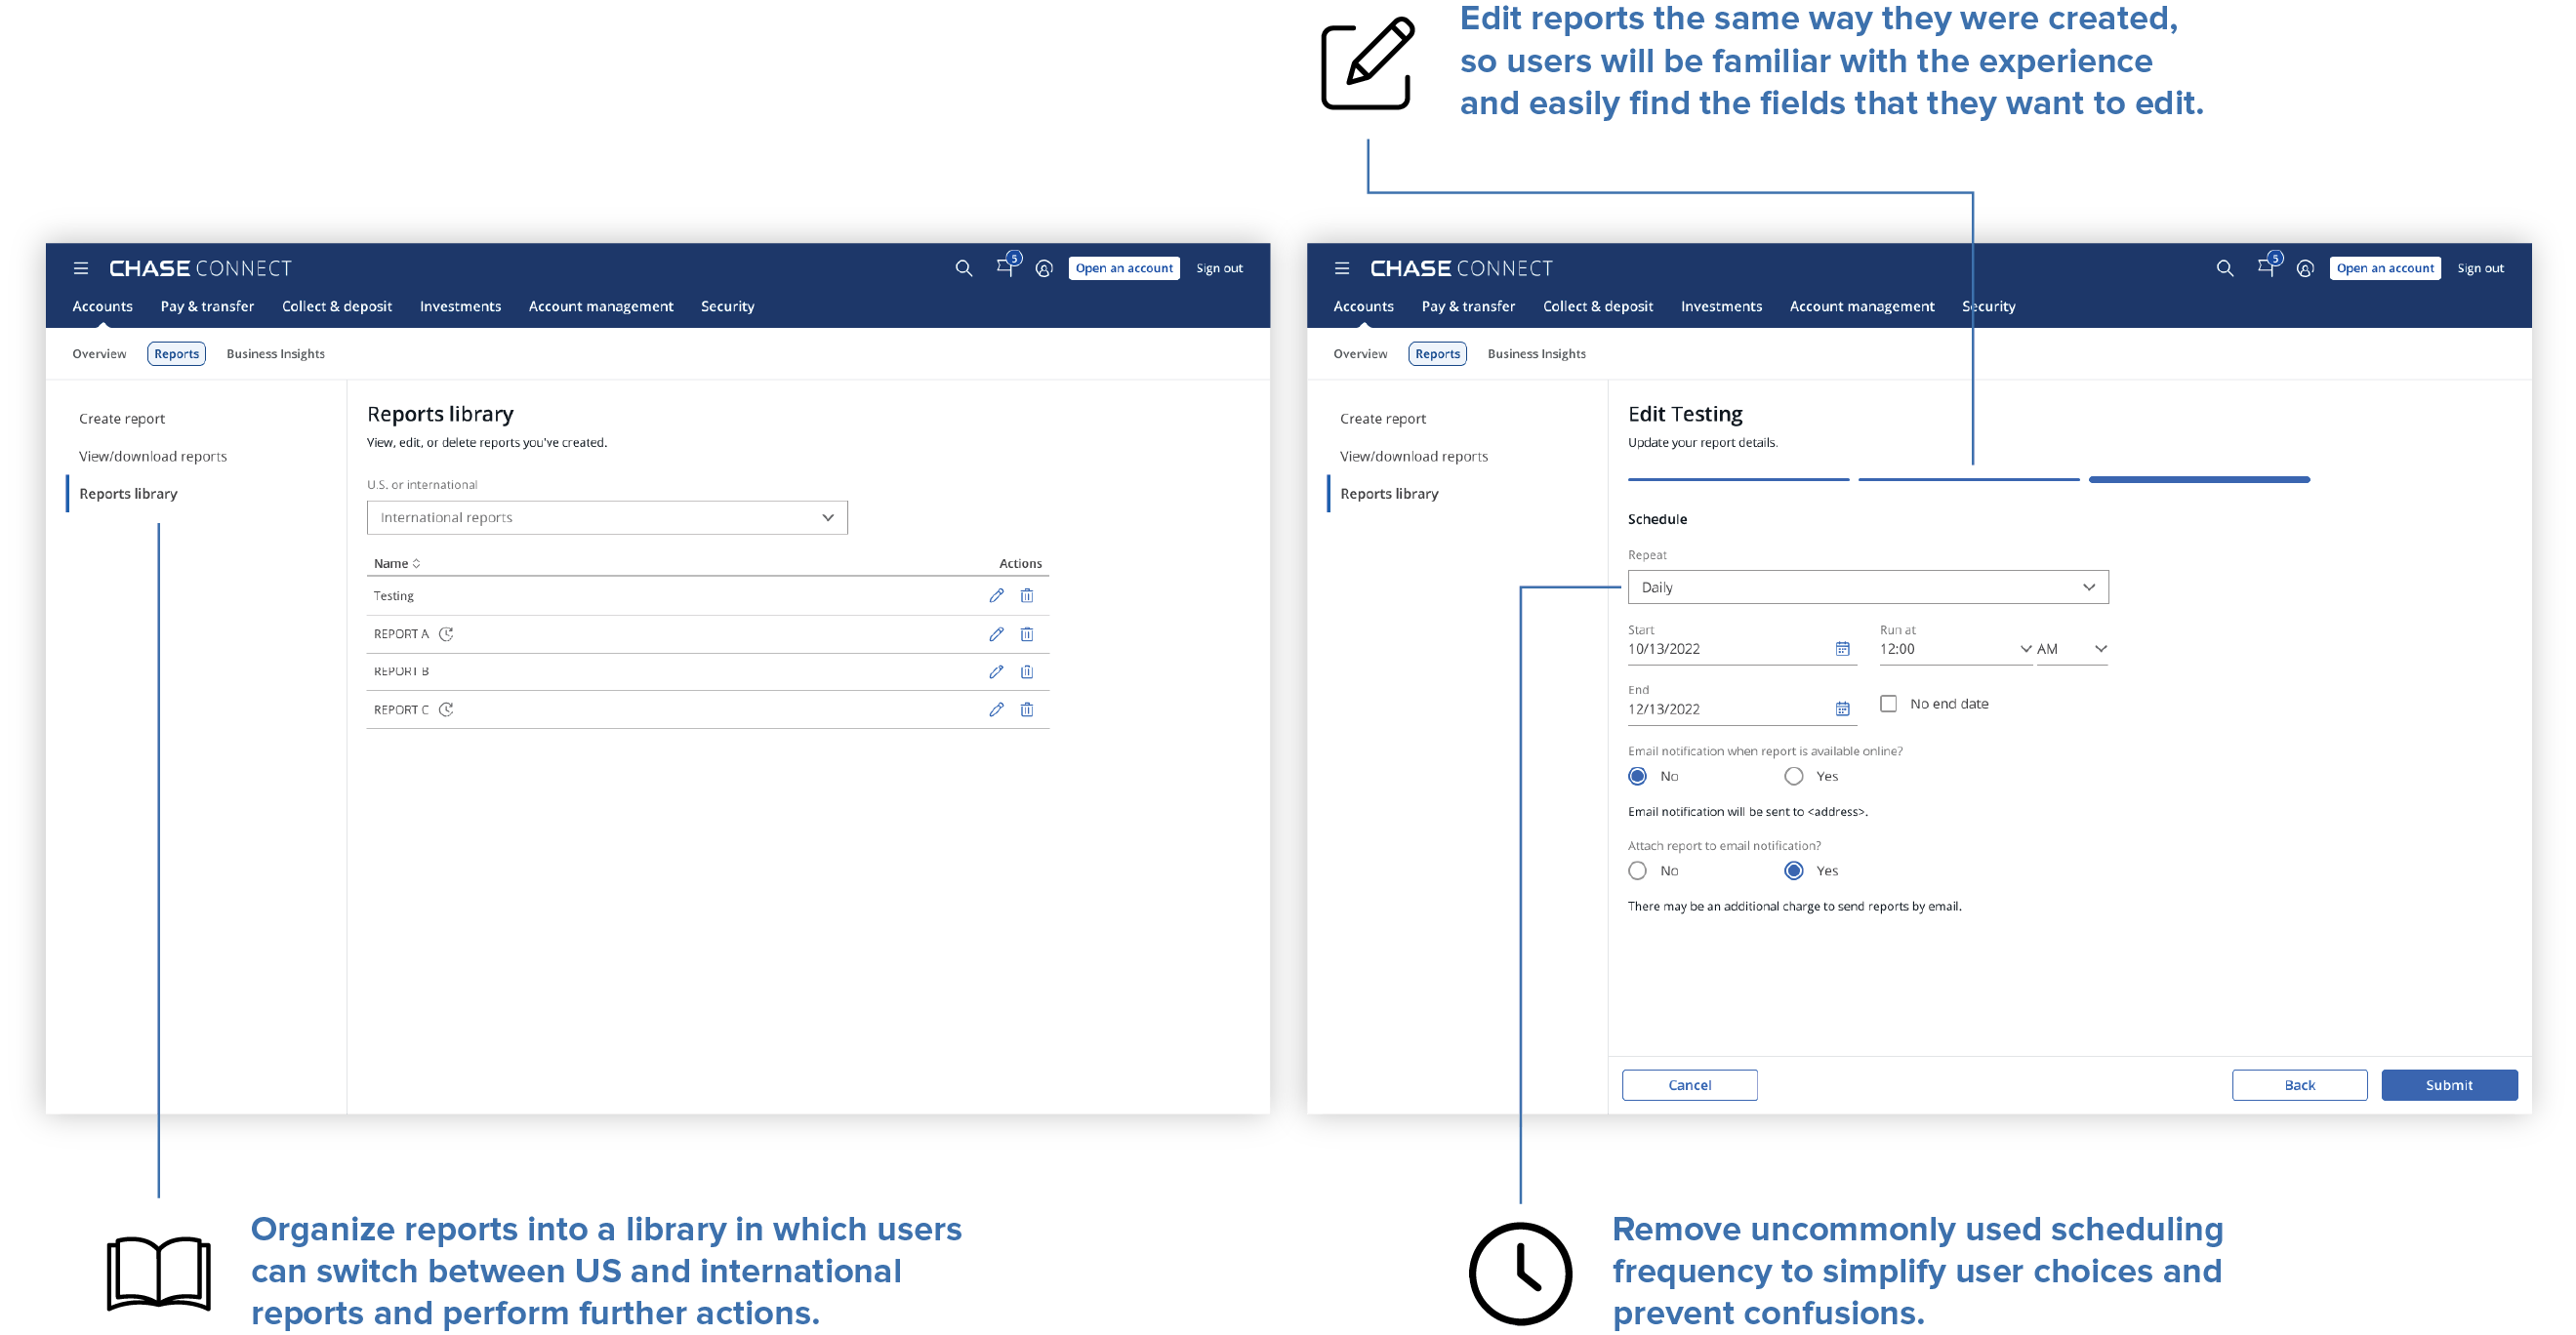 Edit reports the same way they were created,
so users will be familiar with the experience
and easily find the fields that they want to edit.
CHASE CONNECT
5
Open an account
Sign out
Accounts
Pay & transfer
Collect & deposit
Investments
Account management
Security
Overview
Reports
Business Insights
Create report
View/download reports
Reports library
Reports library
View, edit, or delete reports you've created.
U.S. or international
International reports
Name
Actions
Testing
REPORT A
REPORT B
REPORT C
CHASE CONNECT
5
Open an account
Sign out
Accounts
Pay & transfer
Collect & deposit
Investments
Account management
Security
Overview
Reports
Business Insights
Create report
View/download reports
Reports library
Edit Testing
Update your report details.
Schedule
Repeat
Daily
Start
10/13/2022
Run at
12:00
AM
End
12/13/2022
No end date
Email notification when report is available online?
No
Yes
Email notification will be sent to <address>.
Attach report to email notification?
No
Yes
There may be an additional charge to send reports by email.
Cancel
Back
Submit
Organize reports into a library in which users
can switch between US and international
reports and perform further actions.
Remove uncommonly used scheduling
frequency to simplify user choices and
prevent confusions.